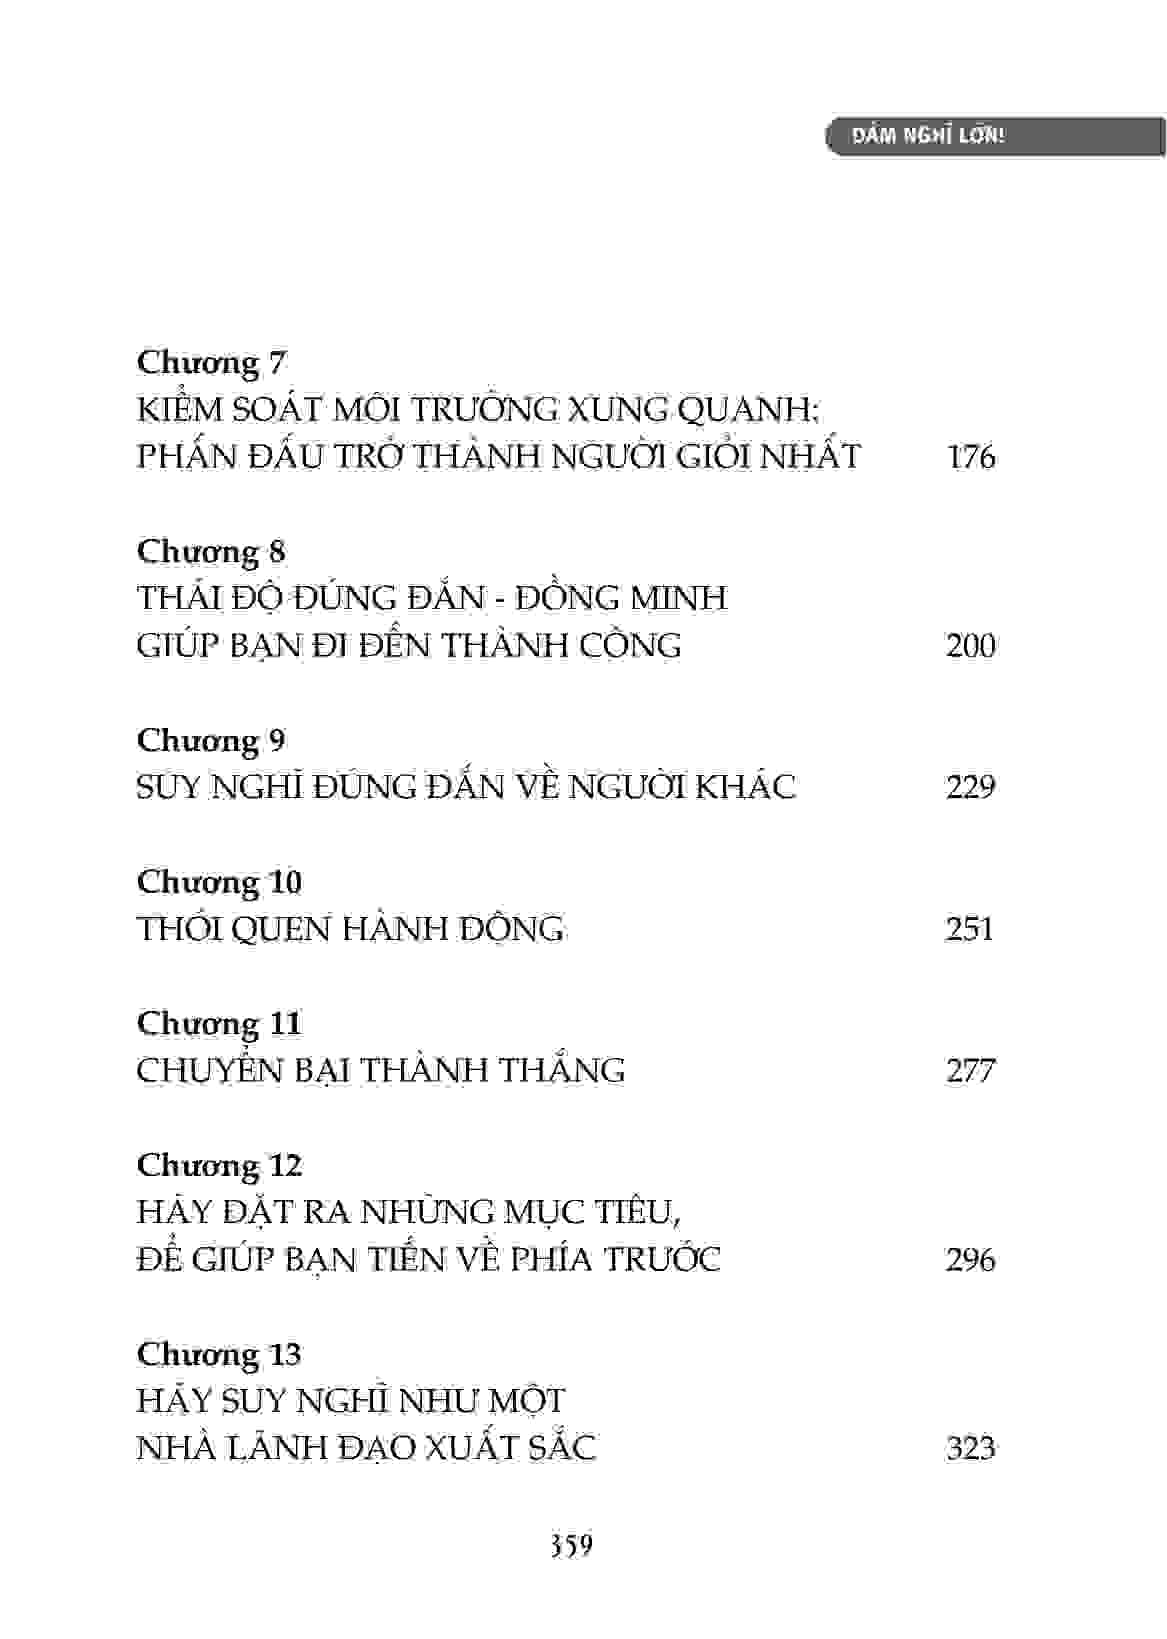 DÁM NGHĨ LỚN!
Chương 7
KIỂM SOÁT MÔI TRƯỜNG XUNG QUANH:
PHẤN ĐẤU TRỞ THÀNH NGƯỜI GIỎI NHẤT 176
Chương 8
THÁI ĐỘ ĐÚNG ĐẮN - ĐỒNG MINH
GIÚP BẠN ĐI ĐẾN THÀNH CÔNG 200
Chương 9
SUY NGHĨ ĐÚNG ĐẮN VỀ NGƯỜI KHÁC 229
Chương 10
THÓI QUEN HÀNH ĐỘNG 251
Chương 11
CHUYỂN BẠI THÀNH THẮNG 277
Chương 12
HÃY ĐẶT RA NHỮNG MỤC TIÊU,
ĐỂ GIÚP BẠN TIẾN VỀ PHÍA TRƯỚC 296
Chương 13
HÃY SUY NGHĨ NHƯ MỘT
NHÀ LÃNH ĐẠO XUẤT SẮC 323
359